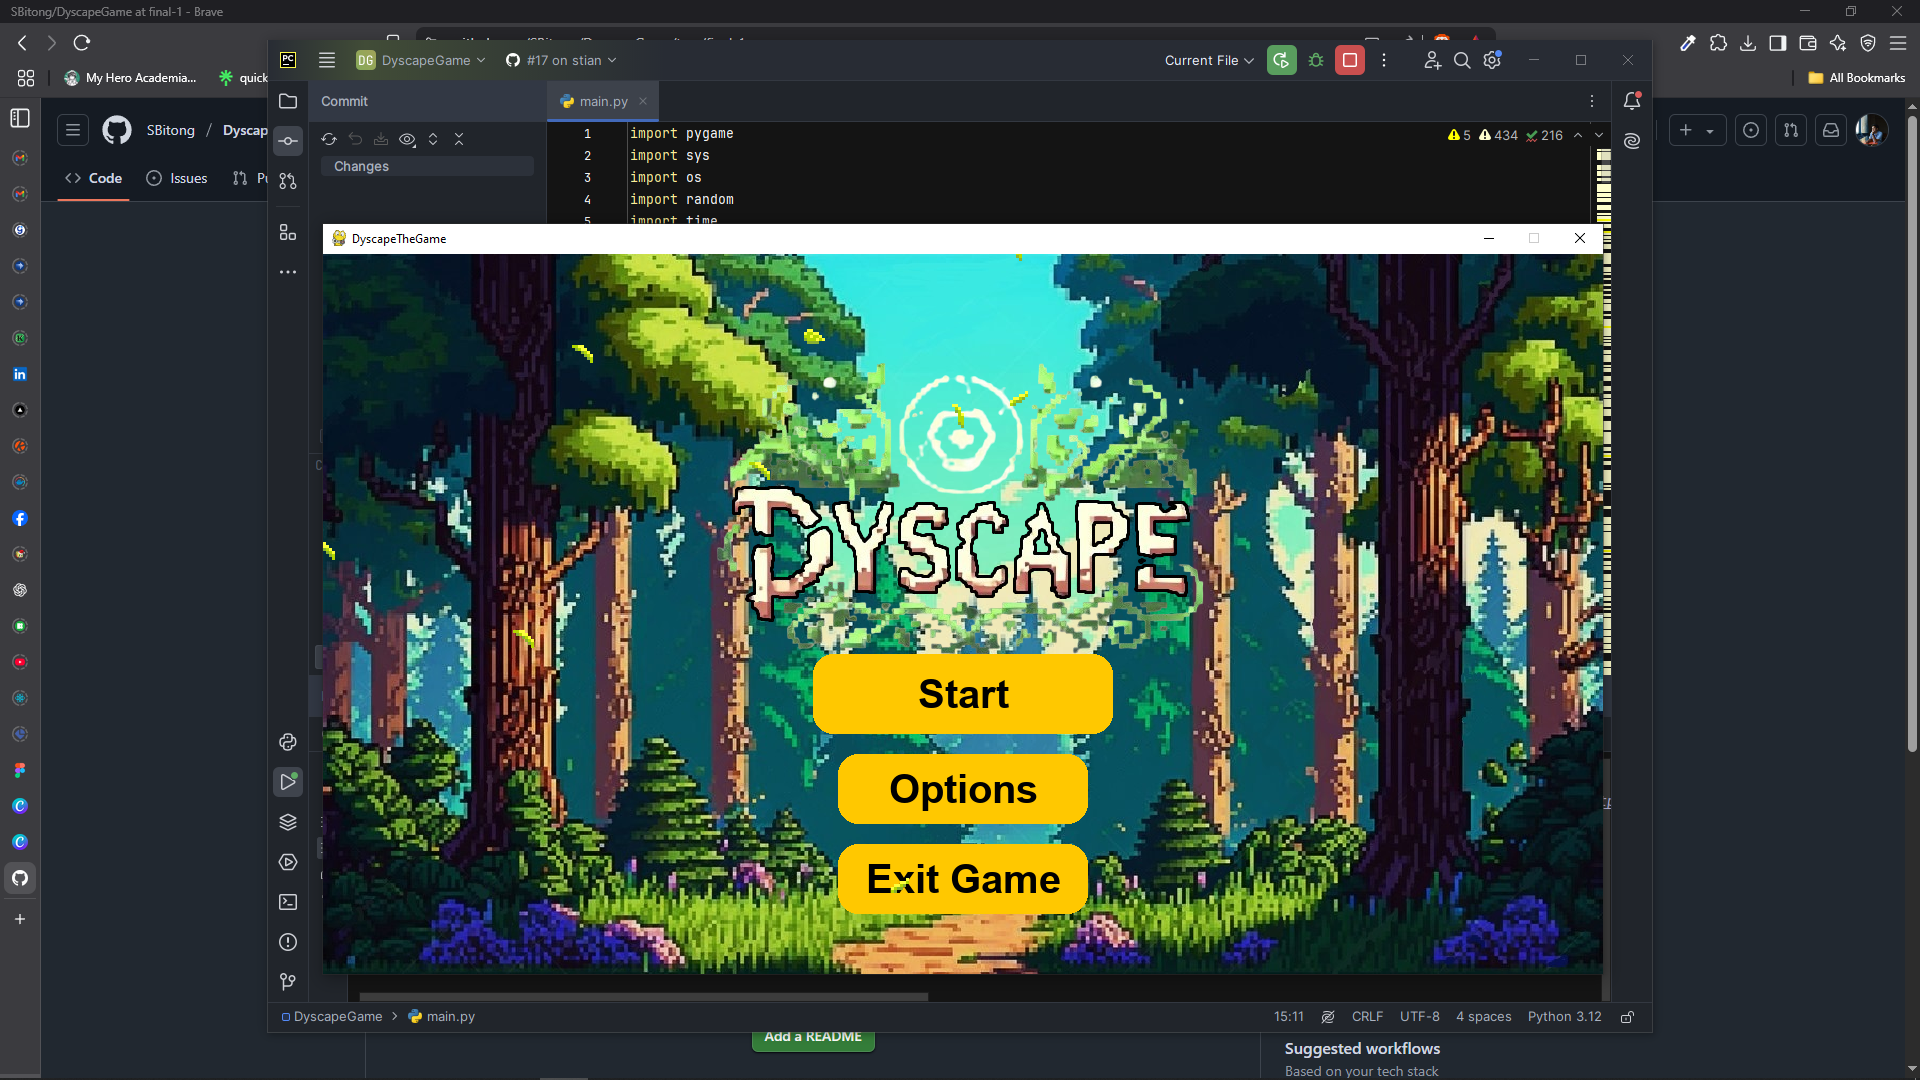 SBitong/DyscapeGame at final-1 - Brave
My Hero Academia...
quick
All Bookmarks
DG DyscapeGame
#17 on stian
Current File
SBitong / Dyscap
Code
Issues
Commit
main.py
Changes
5 434 216
1 import pygame
2 import sys
3 import os
4 import random
5 import time
DyscapeTheGame
DYSCAPE
Start
Options
Exit Game
DyscapeGame > main.py
15:11 CRLF UTF-8 4 spaces Python 3.12
Add a README
Suggested workflows
Based on your tech stack